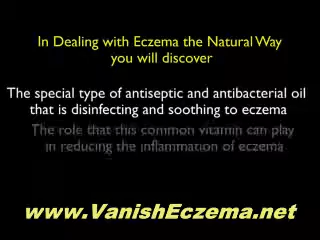 In Dealing with Eczema the Natural Way
you will discover
The special type of antiseptic and antibacterial oil
that is disinfecting and soothing to eczema
The role that this common vitamin can play
in reducing the inflammation of eczema
www.VanishEczema.net